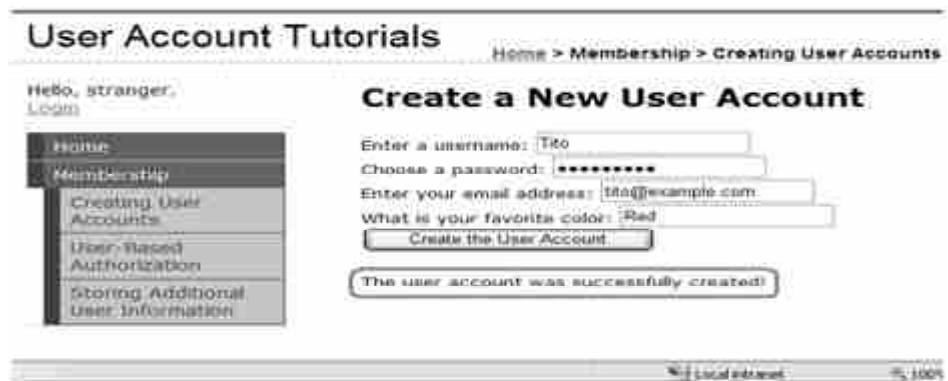 User Account Tutorials
Home > Membership > Creating User Accounts
Hello, stranger.
Login
Home
Membership
Creating User
Accounts
User-Based
Authorization
Storing Additional
User Information
Create a New User Account
Enter a username: Tito
Choose a password: •••••••••
Enter your email address: tito@example.com
What is your favorite color: Red
Create the User Account
The user account was successfully created!
Local intranet
100%